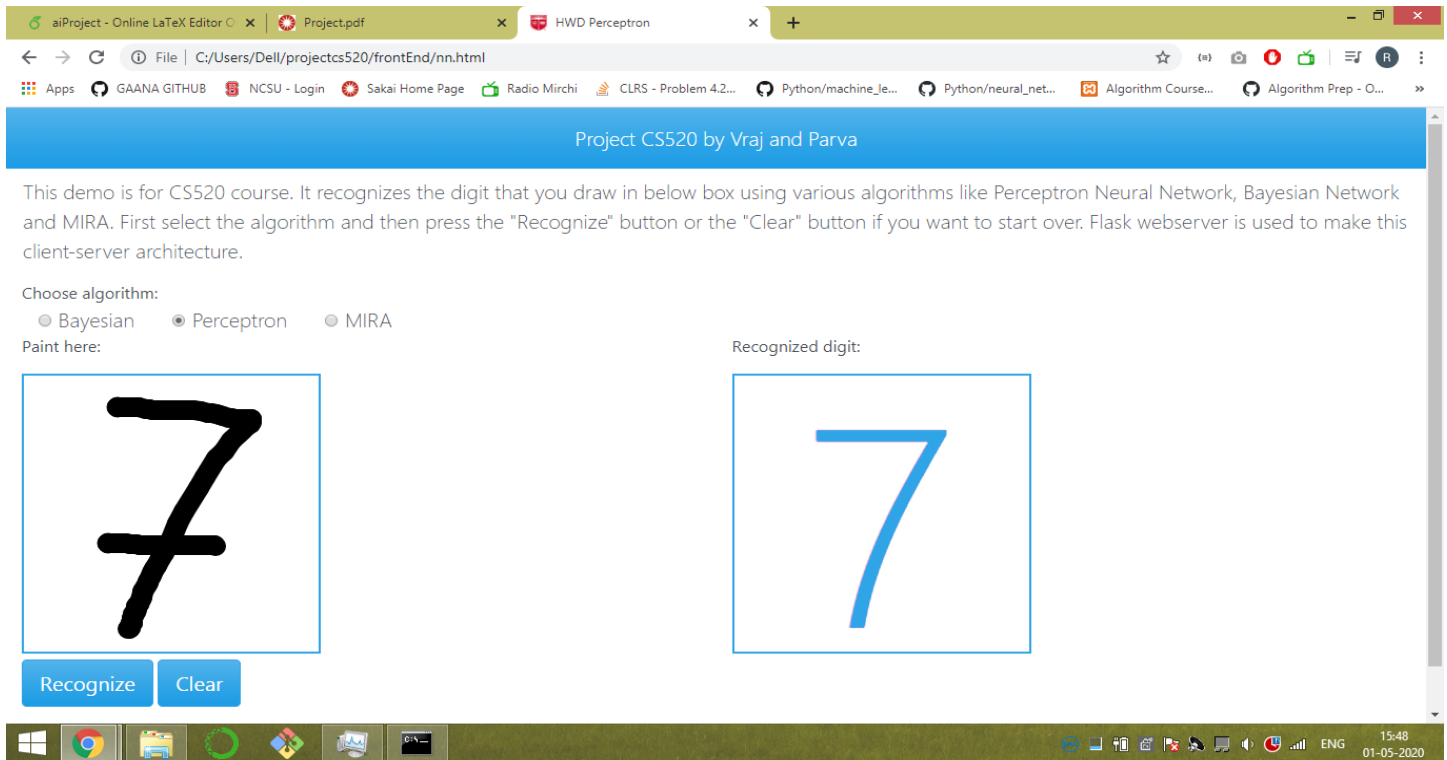 aiProject - Online LaTeX Editor O
Project.pdf
HWD Perceptron
File | C:/Users/Dell/projectcs520/frontEnd/nn.html
R
Apps GAANA GITHUB NCSU - Login Sakai Home Page Radio Mirchi CLRS - Problem 4.2... Python/machine_le... Python/neural_net... Algorithm Course... Algorithm Prep - O... »
Project CS520 by Vraj and Parva
This demo is for CS520 course. It recognizes the digit that you draw in below box using various algorithms like Perceptron Neural Network, Bayesian Network
and MIRA. First select the algorithm and then press the "Recognize" button or the "Clear" button if you want to start over. Flask webserver is used to make this
client-server architecture.
Choose algorithm:
Bayesian Perceptron MIRA
Paint here:
Recognized digit:
7
7
Recognize Clear
ENG
15:48
01-05-2020